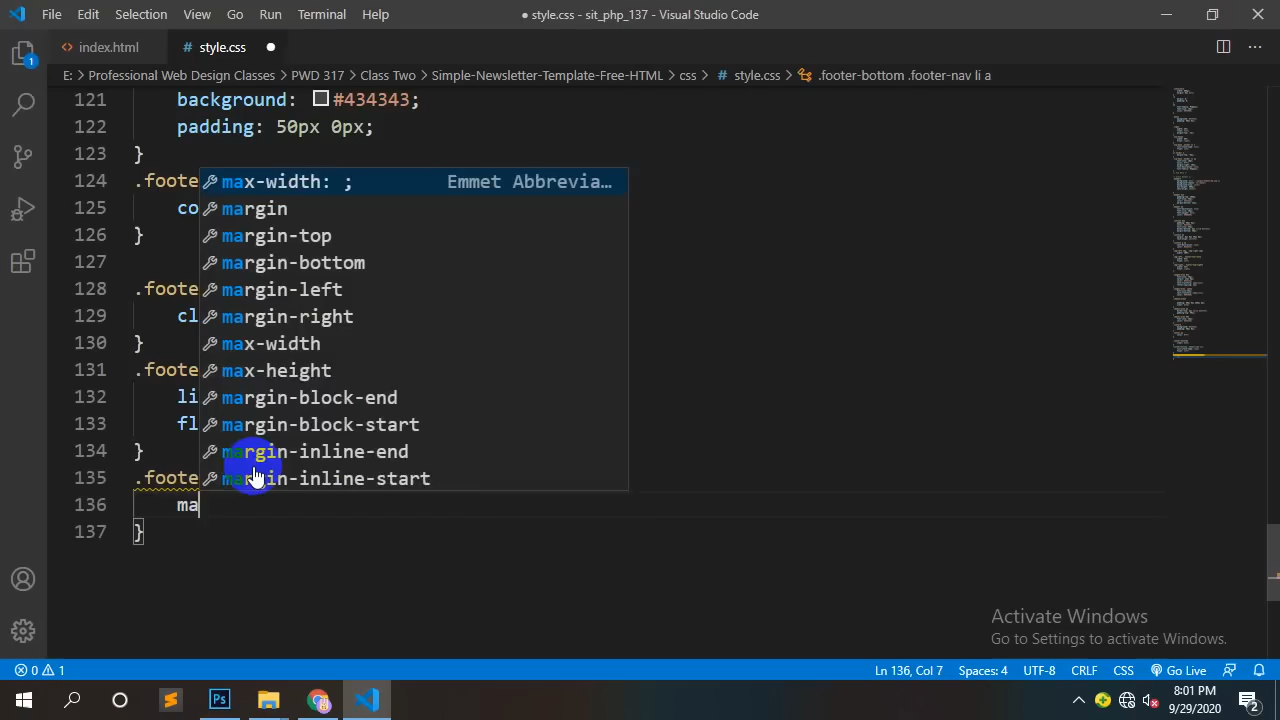 File Edit Selection View Go Run Terminal Help
● style.css - sit_php_137 - Visual Studio Code
<> index.html
# style.css ●
E: > Professional Web Design Classes > PWD 317 > Class Two > Simple-Newsletter-Template-Free-HTML > css > # style.css > .footer-bottom .footer-nav li a
121 background: #434343;
122 padding: 50px 0px;
123 }
124 .foote
125 co
126 }
127
128 .foote
129 cl
130 }
131 .foote
132 li
133 fl
134 }
135 .foote
136 ma
137 }
max-width: ; Emmet Abbrevia…
margin
margin-top
margin-bottom
margin-left
margin-right
max-width
max-height
margin-block-end
margin-block-start
margin-inline-end
margin-inline-start
1
Activate Windows
Go to Settings to activate Windows.
0 1
Ln 136, Col 7 Spaces: 4 UTF-8 CRLF CSS Go Live
Ps
8:01 PM
9/29/2020
2